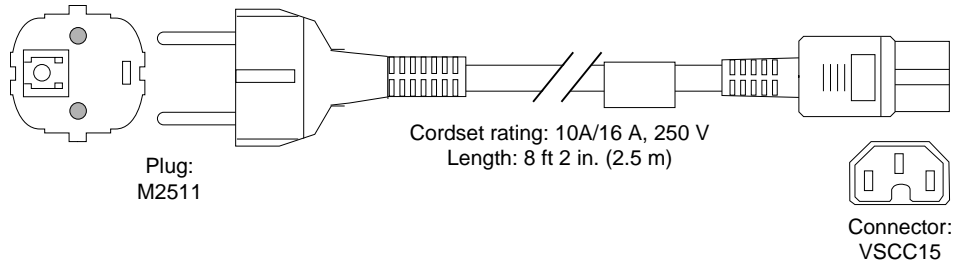 Cordset rating: 10A/16 A, 250 V
Length: 8 ft 2 in. (2.5 m)
Plug:
M2511
Connector:
VSCC15